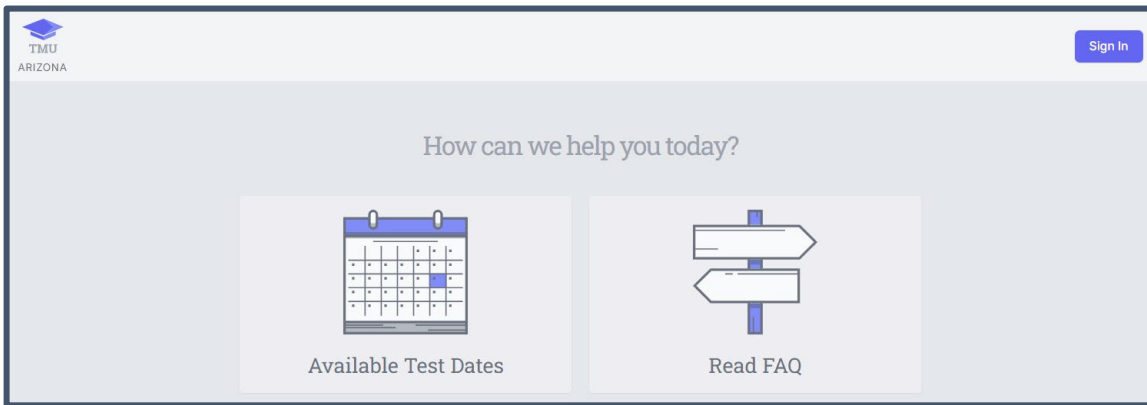 TMU
ARIZONA
Sign In
How can we help you today?
Available Test Dates
Read FAQ